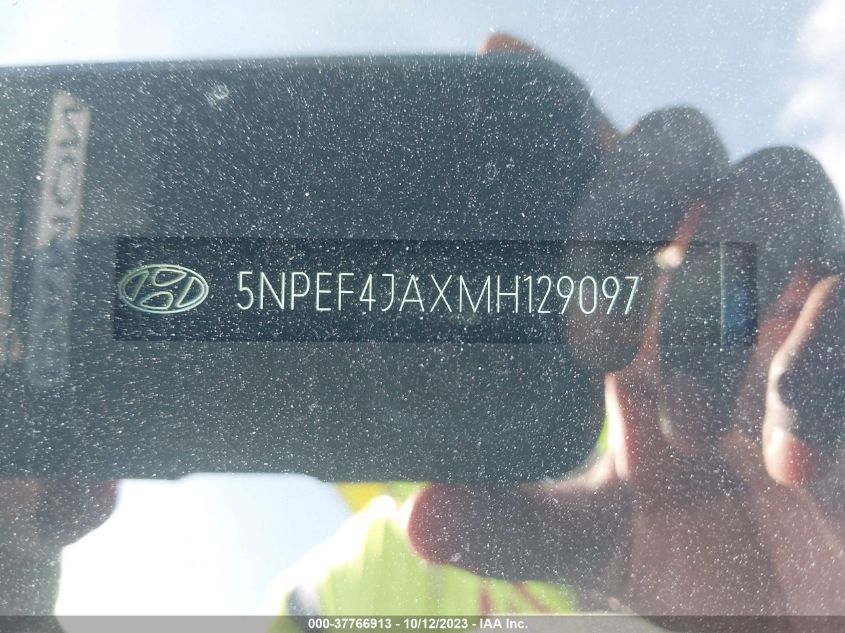 5NPEF4JAXMH129097
000-37766913 - 10/12/2023 - IAA Inc.